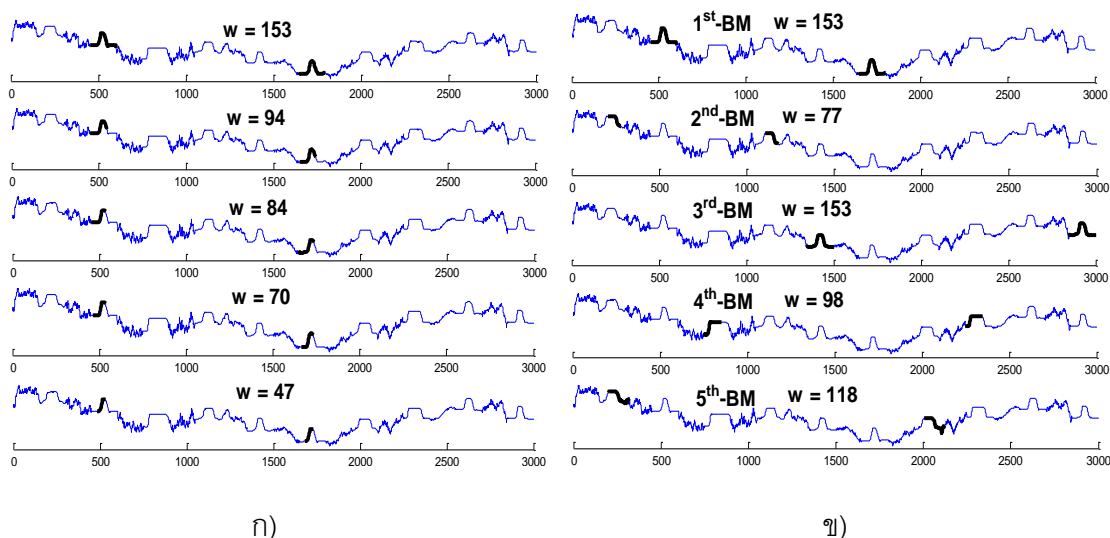 w = 153
0 500 1000 1500 2000 2500 3000
w = 94
0 500 1000 1500 2000 2500 3000
w = 84
0 500 1000 1500 2000 2500 3000
w = 70
0 500 1000 1500 2000 2500 3000
w = 47
0 500 1000 1500 2000 2500 3000
ก)
1st-BM w = 153
0 500 1000 1500 2000 2500 3000
2nd-BM w = 77
0 500 1000 1500 2000 2500 3000
3rd-BM w = 153
0 500 1000 1500 2000 2500 3000
4th-BM w = 98
0 500 1000 1500 2000 2500 3000
5th-BM w = 118
0 500 1000 1500 2000 2500 3000
ข)